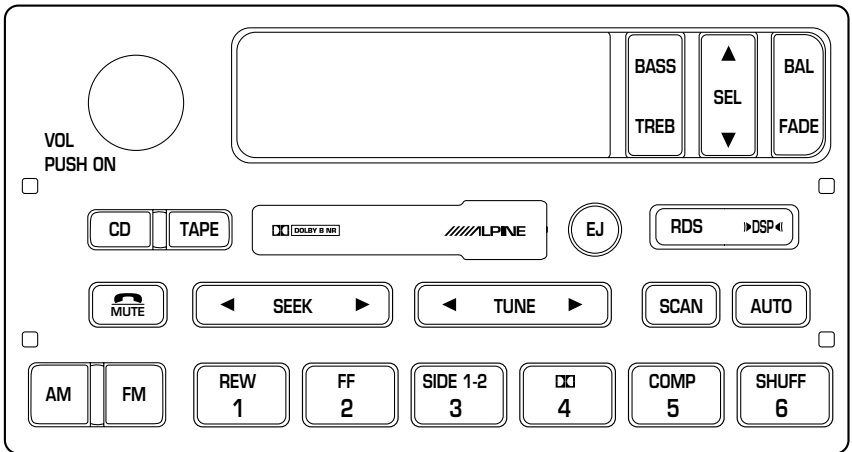 BASS
▲
BAL
SEL
TREB
▼
FADE
VOL
PUSH ON
CD
TAPE
DOLBY B NR
ALPINE
EJ
RDS
DSP
MUTE
◄ SEEK ►
◄ TUNE ►
SCAN
AUTO
AM
FM
REW
1
FF
2
SIDE 1-2
3
4
COMP
5
SHUFF
6